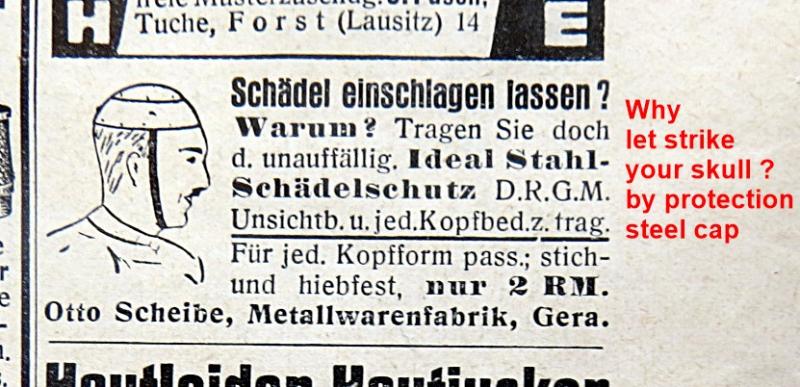 H
E
Tuche, Forst (Lausitz) 14
Schädel einschlagen lassen?
Warum? Tragen Sie doch
d. unauffällig. Ideal Stahl-
Schädelschutz D.R.G.M.
Unsichtb. u. jed. Kopfbed. z. trag.
Für jed. Kopfform pass.; stich-
und hiebfest, nur 2 RM.
Otto Scheibe, Metallwarenfabrik, Gera.
Why
let strike
your skull ?
by protection
steel cap